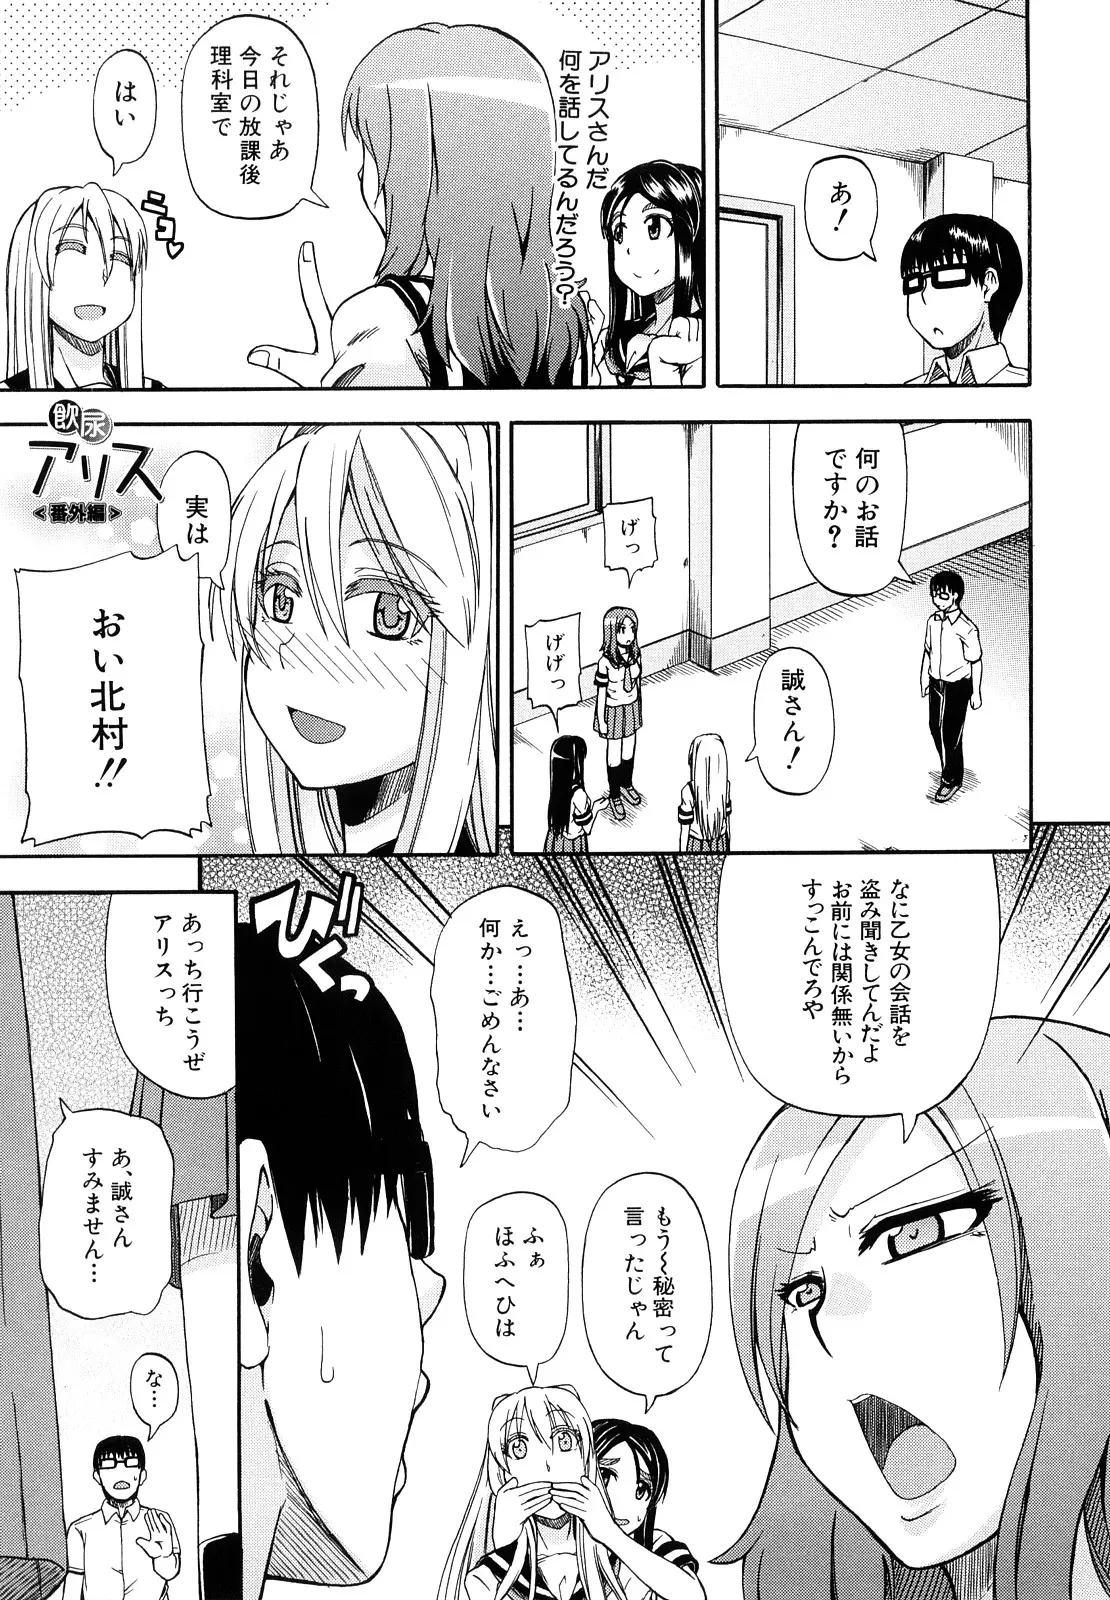 あ！
アリスさんだ
何を話してるんだろう？
それじゃあ
今日の放課後
理科室で
はい
ニコ
何のお話
ですか？
げっ
げげっ
誠さん！
飲尿
アリス
<番外編>
実は
おい北村!!
なに乙女の会話を
盗み聞きしてんだよ
お前には関係無いから
すっこんでろや
えっ…あ…
何か…ごめんなさい
もう～秘密って
言ったじゃん
ふぁ
ほふへひは
びくっ
あっち行こうぜ
アリスっち
あ、誠さん
すみません…
な…